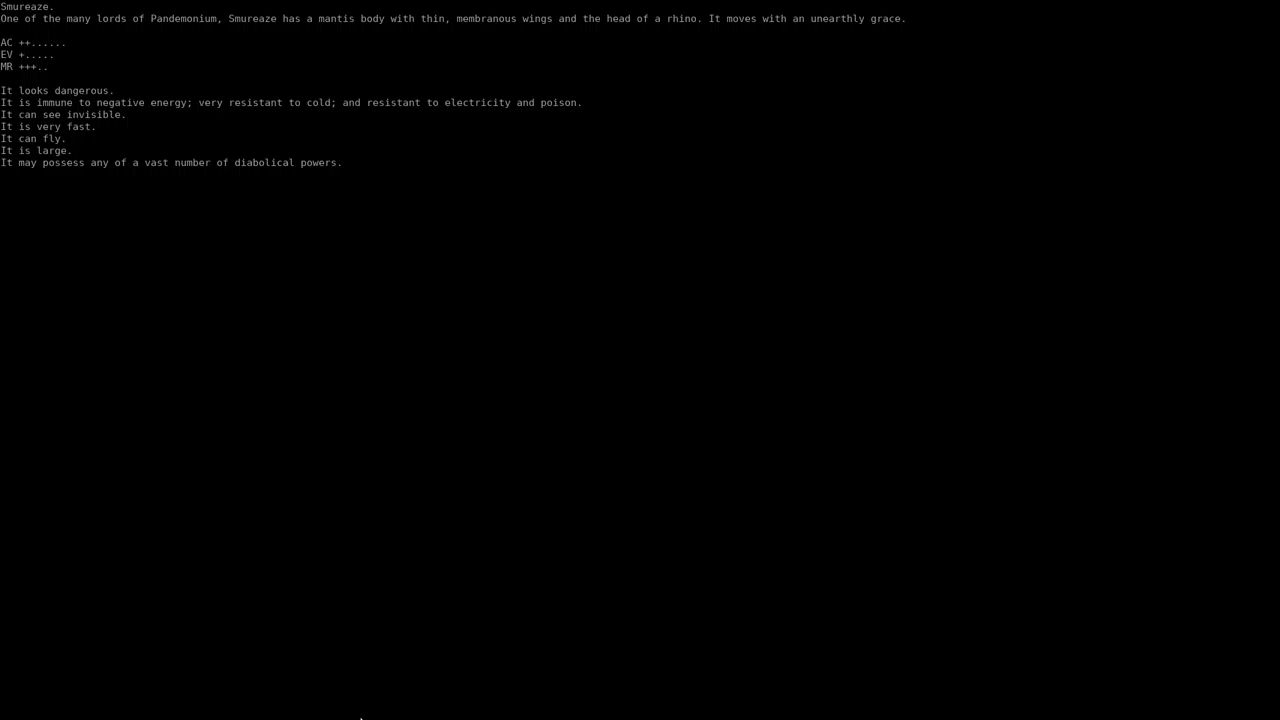 Smureaze.
One of the many lords of Pandemonium, Smureaze has a mantis body with thin, membranous wings and the head of a rhino. It moves with an unearthly grace.
AC ++......
EV +.....
MR +++..
It looks dangerous.
It is immune to negative energy; very resistant to cold; and resistant to electricity and poison.
It can see invisible.
It is very fast.
It can fly.
It is large.
It may possess any of a vast number of diabolical powers.